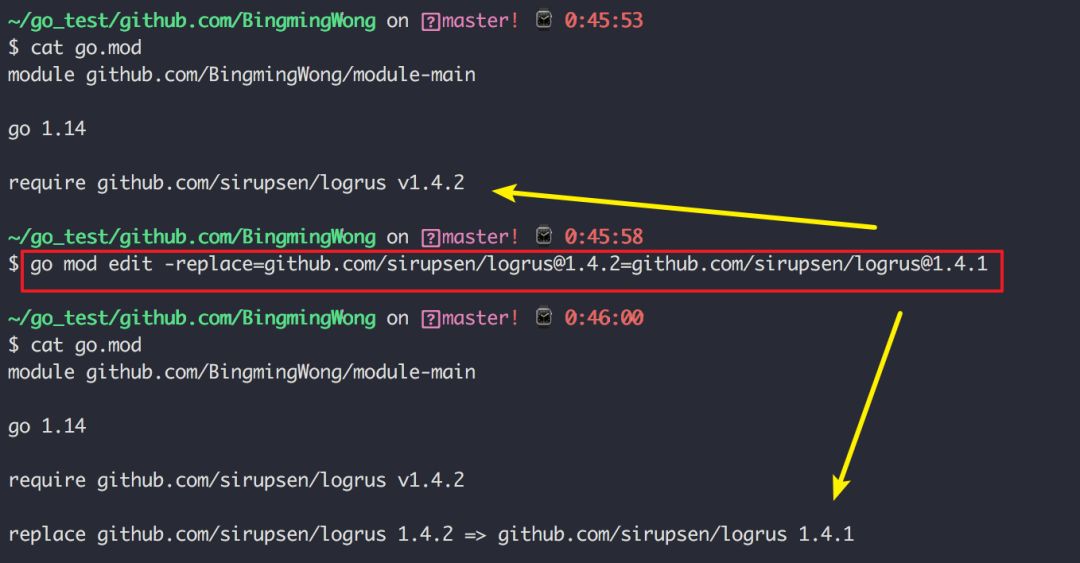 ~/go_test/github.com/BingmingWong on master! 0:45:53
$ cat go.mod
module github.com/BingmingWong/module-main
go 1.14
require github.com/sirupsen/logrus v1.4.2
~/go_test/github.com/BingmingWong on master! 0:45:58
$ go mod edit -replace=github.com/sirupsen/logrus@1.4.2=github.com/sirupsen/logrus@1.4.1
~/go_test/github.com/BingmingWong on master! 0:46:00
$ cat go.mod
module github.com/BingmingWong/module-main
go 1.14
require github.com/sirupsen/logrus v1.4.2
replace github.com/sirupsen/logrus 1.4.2 => github.com/sirupsen/logrus 1.4.1